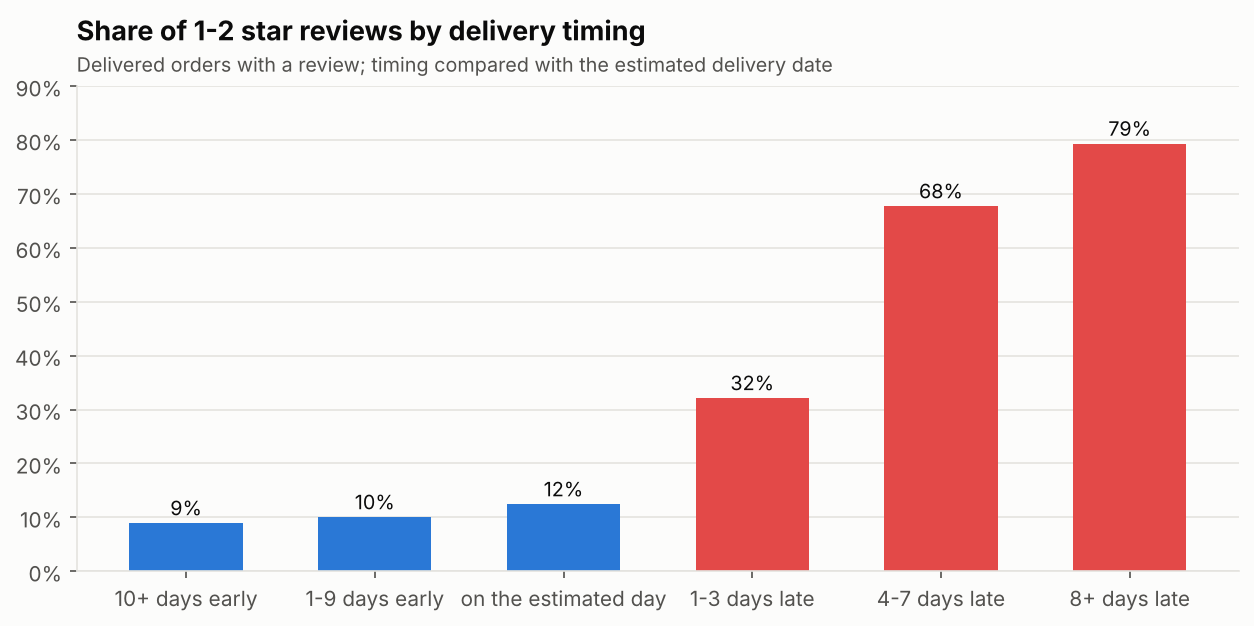 Share of 1-2 star reviews by delivery timing
Delivered orders with a review; timing compared with the estimated delivery date
90%
80%
70%
60%
50%
40%
30%
20%
10%
0%
9%
10%
12%
32%
68%
79%
10+ days early
1-9 days early
on the estimated day
1-3 days late
4-7 days late
8+ days late